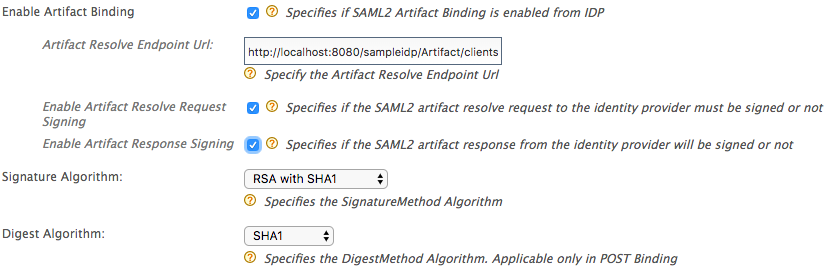 Enable Artifact Binding ? Specifies if SAML2 Artifact Binding is enabled from IDP
Artifact Resolve Endpoint Url: http://localhost:8080/sampleidp/Artifact/clients
? Specify the Artifact Resolve Endpoint Url
Enable Artifact Resolve Request ? Specifies if the SAML2 artifact resolve request to the identity provider must be signed or not
Signing
Enable Artifact Response Signing ? Specifies if the SAML2 artifact response from the identity provider will be signed or not
Signature Algorithm: RSA with SHA1
? Specifies the SignatureMethod Algorithm
Digest Algorithm: SHA1
? Specifies the DigestMethod Algorithm. Applicable only in POST Binding